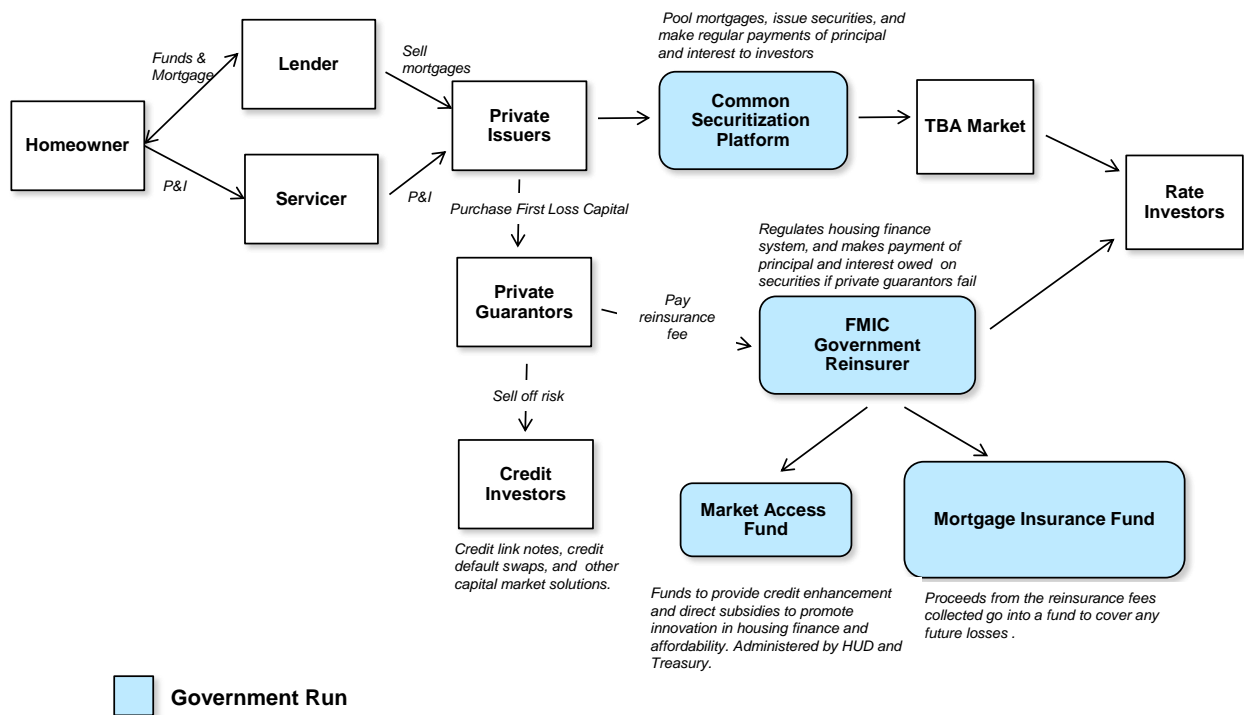 Pool mortgages, issue securities, and
make regular payments of principal
and interest to investors
Funds &
Mortgage
Lender
Sell
mortgages
Private
Issuers
Common
Securitization
Platform
TBA Market
Homeowner
P&I
Servicer
P&I
Rate
Investors
Purchase First Loss Capital
Regulates housing finance
system, and makes payment of
principal and interest owed on
securities if private guarantors fail
Private
Guarantors
Pay
reinsurance
fee
FMIC
Government
Reinsurer
Sell off risk
Credit
Investors
Market Access
Fund
Mortgage Insurance Fund
Credit link notes, credit
default swaps, and other
capital market solutions.
Funds to provide credit enhancement
and direct subsidies to promote
innovation in housing finance and
affordability. Administered by HUD and
Treasury.
Proceeds from the reinsurance fees
collected go into a fund to cover any
future losses .
Government Run